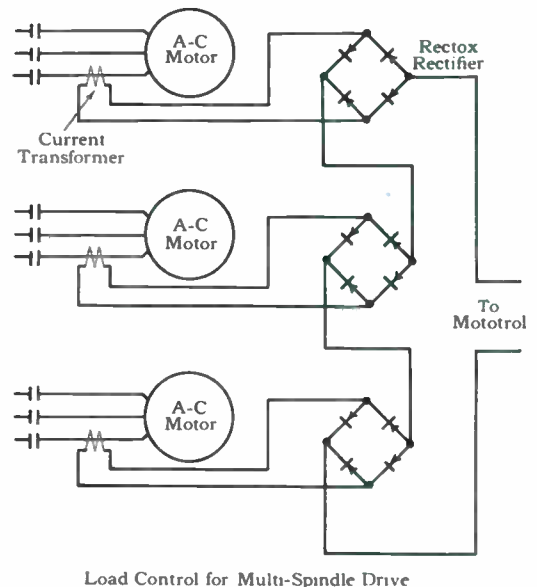 A-C
Motor
Rectox
Rectifier
Current
Transformer
A-C
Motor
To
Mototrol
A-C
Motor
Load Control for Multi-Spindle Drive